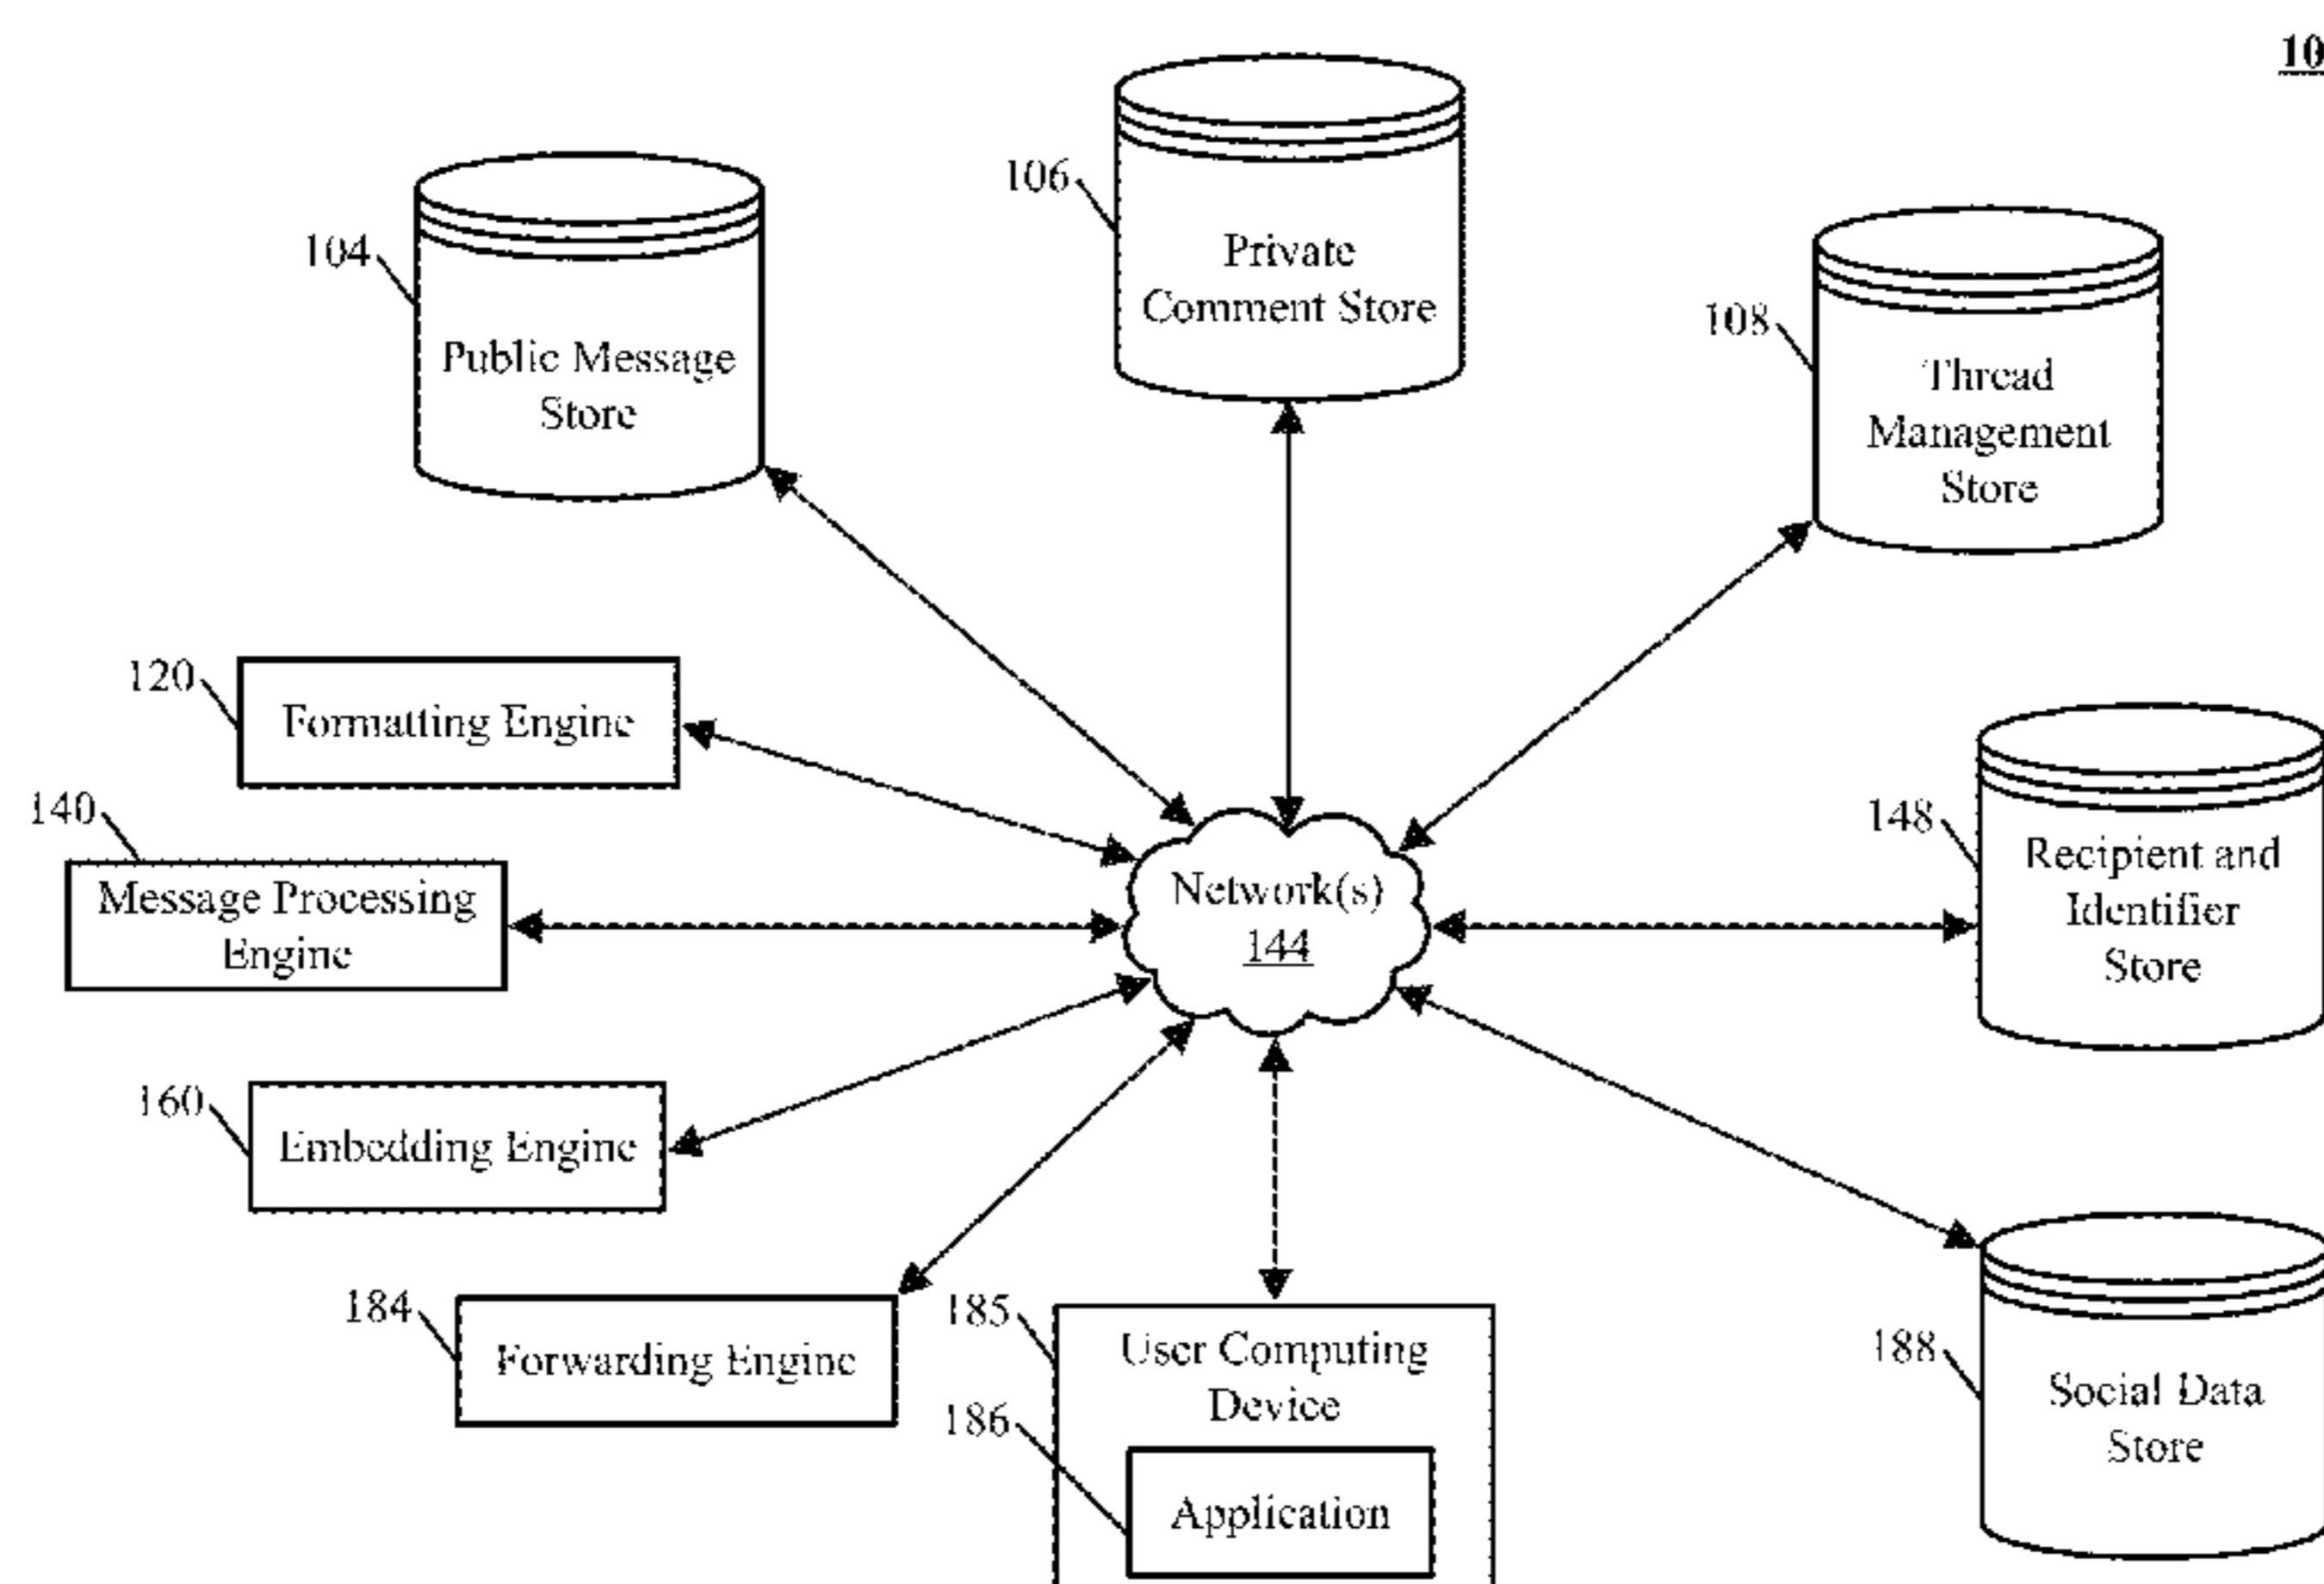 10
106
Private
Comment Store
104
Public Message
Store
108
Thread
Management
Store
120
Formatting Engine
140
Message Processing
Engine
Network(s)
144
148
Recipient and
Identifier
Store
160
Embedding Engine
184
Forwarding Engine
185
User Computing
Device
186
Application
188
Social Data
Store